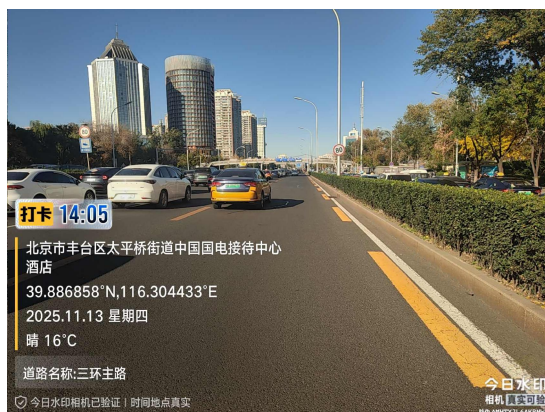 80
80
打卡 14:05
北京市丰台区太平桥街道中国国电接待中心
酒店
39.886858°N,116.304433°E
2025.11.13 星期四
晴 16°C
道路名称:三环主路
今日水印相机已验证 | 时间地点真实
今日水印
相机 真实可验